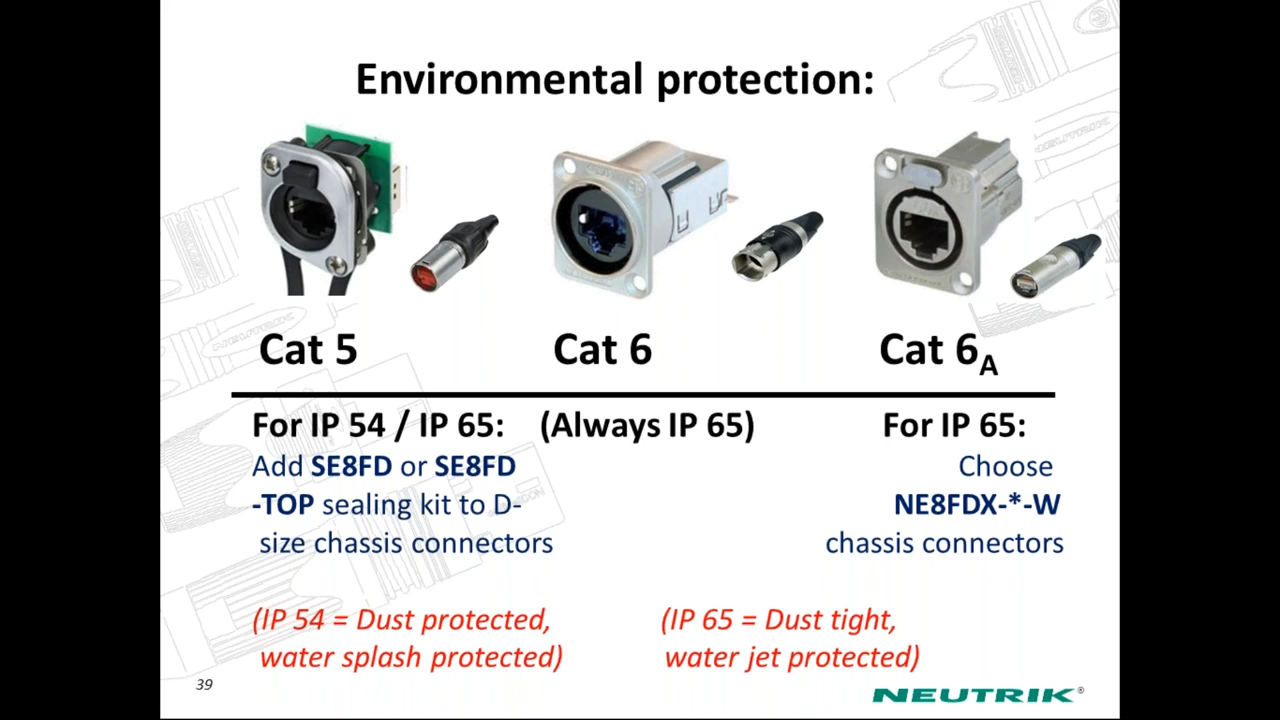 Environmental protection:
Cat 5
Cat 6
Cat 6A
For IP 54 / IP 65:
(Always IP 65)
For IP 65:
Add SE8FD or SE8FD
-TOP sealing kit to D-
size chassis connectors
Choose
NE8FDX-*-W
chassis connectors
(IP 54 = Dust protected,
water splash protected)
(IP 65 = Dust tight,
water jet protected)
39
NEUTRIK®